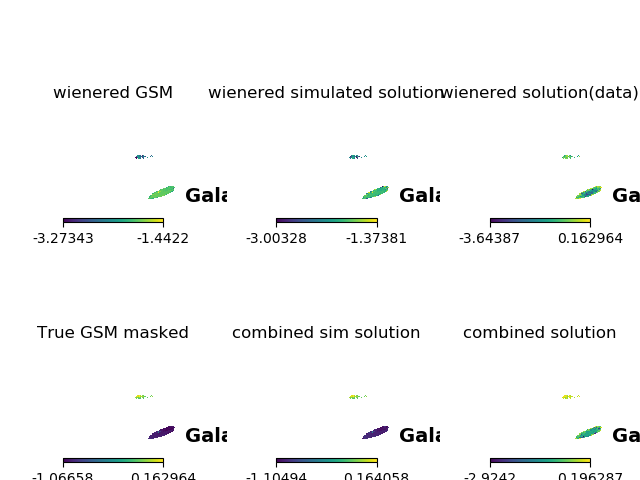 wienered GSM
wienered simulated solution
wienered solution(data)
Gala
Gala
Ga
-3.27343 -1.4422
-3.00328 -1.37381
-3.64387 0.162964
True GSM masked
combined sim solution
combined solution
Gala
Gala
Ga
-1.06658 0.162964
-1.10494 0.164058
-2.9242 0.196287